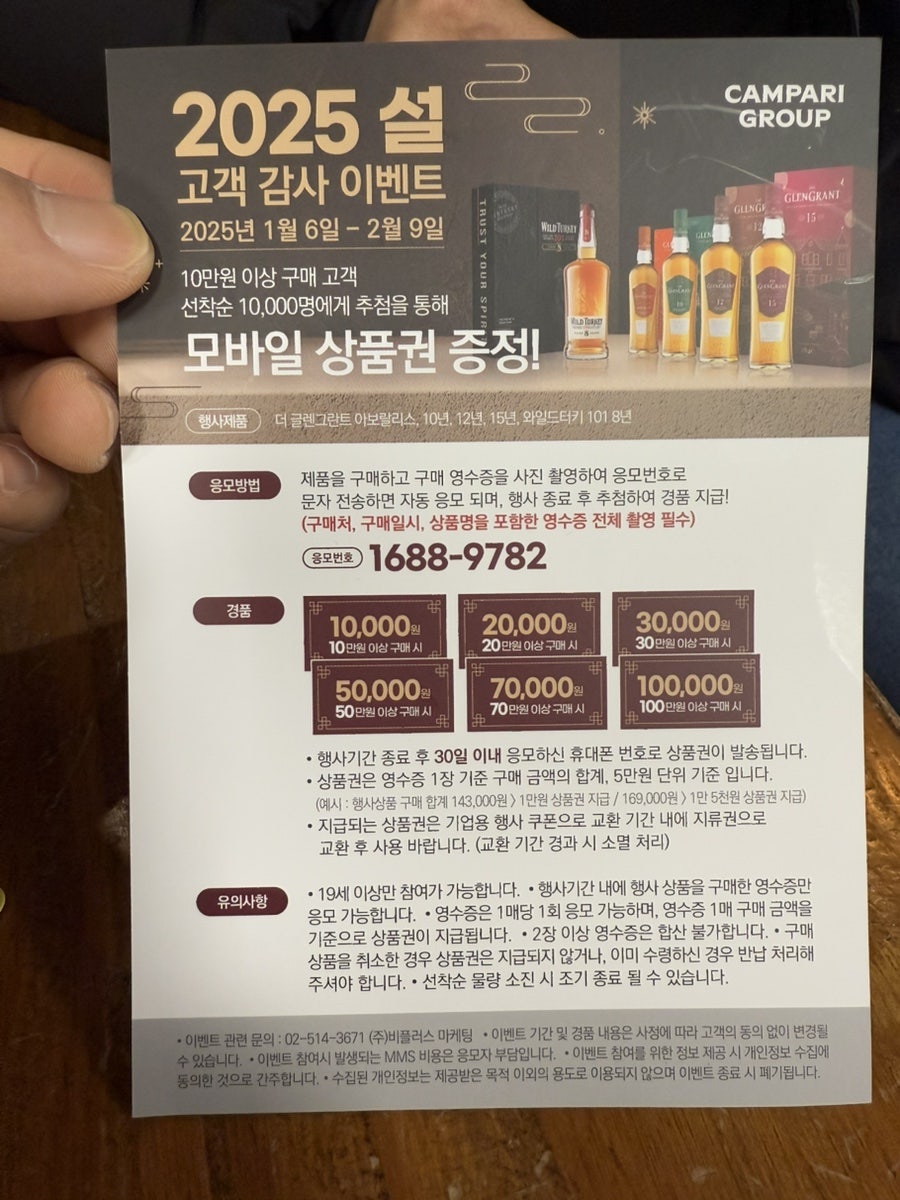 2025 설
고객 감사 이벤트
2025년 1월 6일 – 2월 9일
10만원 이상 구매 고객
선착순 10,000명에게 추첨을 통해
모바일 상품권 증정!
CAMPARI
GROUP
TRUST YOUR SPIRIT
WILD TURKEY
WILD TURKEY
8
GLENGRANT
15
GLENGRANT
GLENGRANT
10
GLENGRANT
12
GLENGRANT
15
행사제품 더 글렌그란트 아보랄리스, 10년, 12년, 15년, 와일드터키 101 8년
응모방법 제품을 구매하고 구매 영수증을 사진 촬영하여 응모번호로
문자 전송하면 자동 응모 되며, 행사 종료 후 추첨하여 경품 지급!
(구매처, 구매일시, 상품명을 포함한 영수증 전체 촬영 필수)
응모번호 1688-9782
경품
10,000원 20,000원 30,000원
10만원 이상 구매 시 20만원 이상 구매 시 30만원 이상 구매 시
50,000원 70,000원 100,000원
50만원 이상 구매 시 70만원 이상 구매 시 100만원 이상 구매 시
• 행사기간 종료 후 30일 이내 응모하신 휴대폰 번호로 상품권이 발송됩니다.
• 상품권은 영수증 1장 기준 구매 금액의 합계, 5만원 단위 기준 입니다.
(예시 : 행사상품 구매 합계 143,000원 > 1만원 상품권 지급 / 169,000원 > 1만 5천원 상품권 지급)
• 지급되는 상품권은 기업용 행사 쿠폰으로 교환 기간 내에 지류권으로
교환 후 사용 바랍니다. (교환 기간 경과 시 소멸 처리)
유의사항 • 19세 이상만 참여가 가능합니다. • 행사기간 내에 행사 상품을 구매한 영수증만
응모 가능합니다. • 영수증은 1매당 1회 응모 가능하며, 영수증 1매 구매 금액을
기준으로 상품권이 지급됩니다. • 2장 이상 영수증은 합산 불가합니다. • 구매
상품을 취소한 경우 상품권은 지급되지 않거나, 이미 수령하신 경우 반납 처리해
주셔야 합니다. • 선착순 물량 소진 시 조기 종료 될 수 있습니다.
• 이벤트 관련 문의 : 02-514-3671 (주)비플러스 마케팅 • 이벤트 기간 및 경품 내용은 사정에 따라 고객의 동의 없이 변경될
수 있습니다. • 이벤트 참여시 발생되는 MMS 비용은 응모자 부담입니다. • 이벤트 참여를 위한 정보 제공 시 개인정보 수집에
동의한 것으로 간주합니다. • 수집된 개인정보는 제공받은 목적 이외의 용도로 이용되지 않으며 이벤트 종료 시 폐기됩니다.